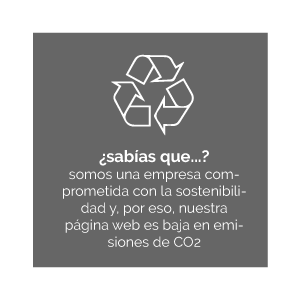 ¿sabías que...?
somos una empresa com-
prometida con la sostenibili-
dad y, por eso, nuestra
página web es baja en emi-
siones de CO2